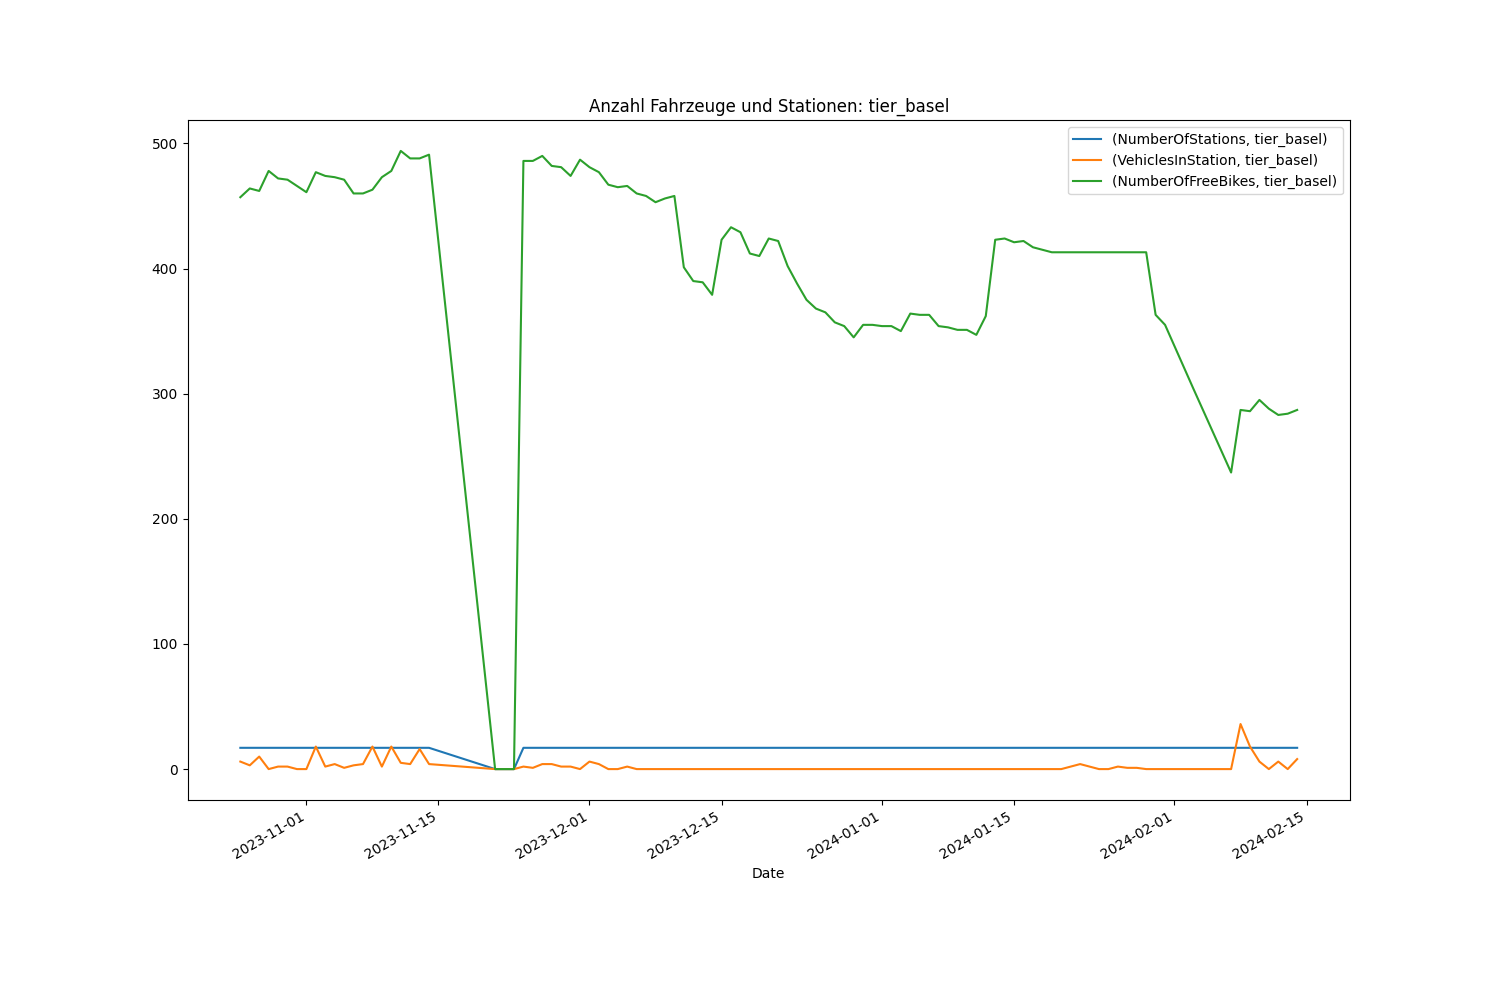 Anzahl Fahrzeuge und Stationen: tier_basel
(NumberOfStations, tier_basel)
(VehiclesInStation, tier_basel)
(NumberOfFreeBikes, tier_basel)
500
400
300
200
100
0
2023-11-01
2023-11-15
2023-12-01
2023-12-15
2024-01-01
2024-01-15
2024-02-01
2024-02-15
Date